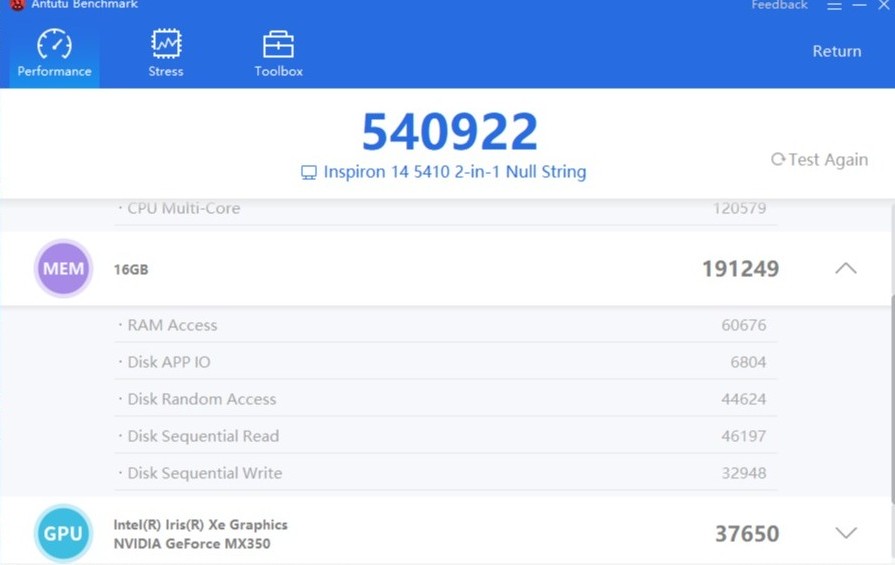 Antutu Benchmark
Feedback
Performance
Stress
Toolbox
Return
540922
Inspiron 14 5410 2-in-1 Null String
Test Again
· CPU Multi-Core 120579
MEM 16GB 191249
· RAM Access 60676
· Disk APP IO 6804
· Disk Random Access 44624
· Disk Sequential Read 46197
· Disk Sequential Write 32948
GPU Intel(R) Iris(R) Xe Graphics
NVIDIA GeForce MX350
37650